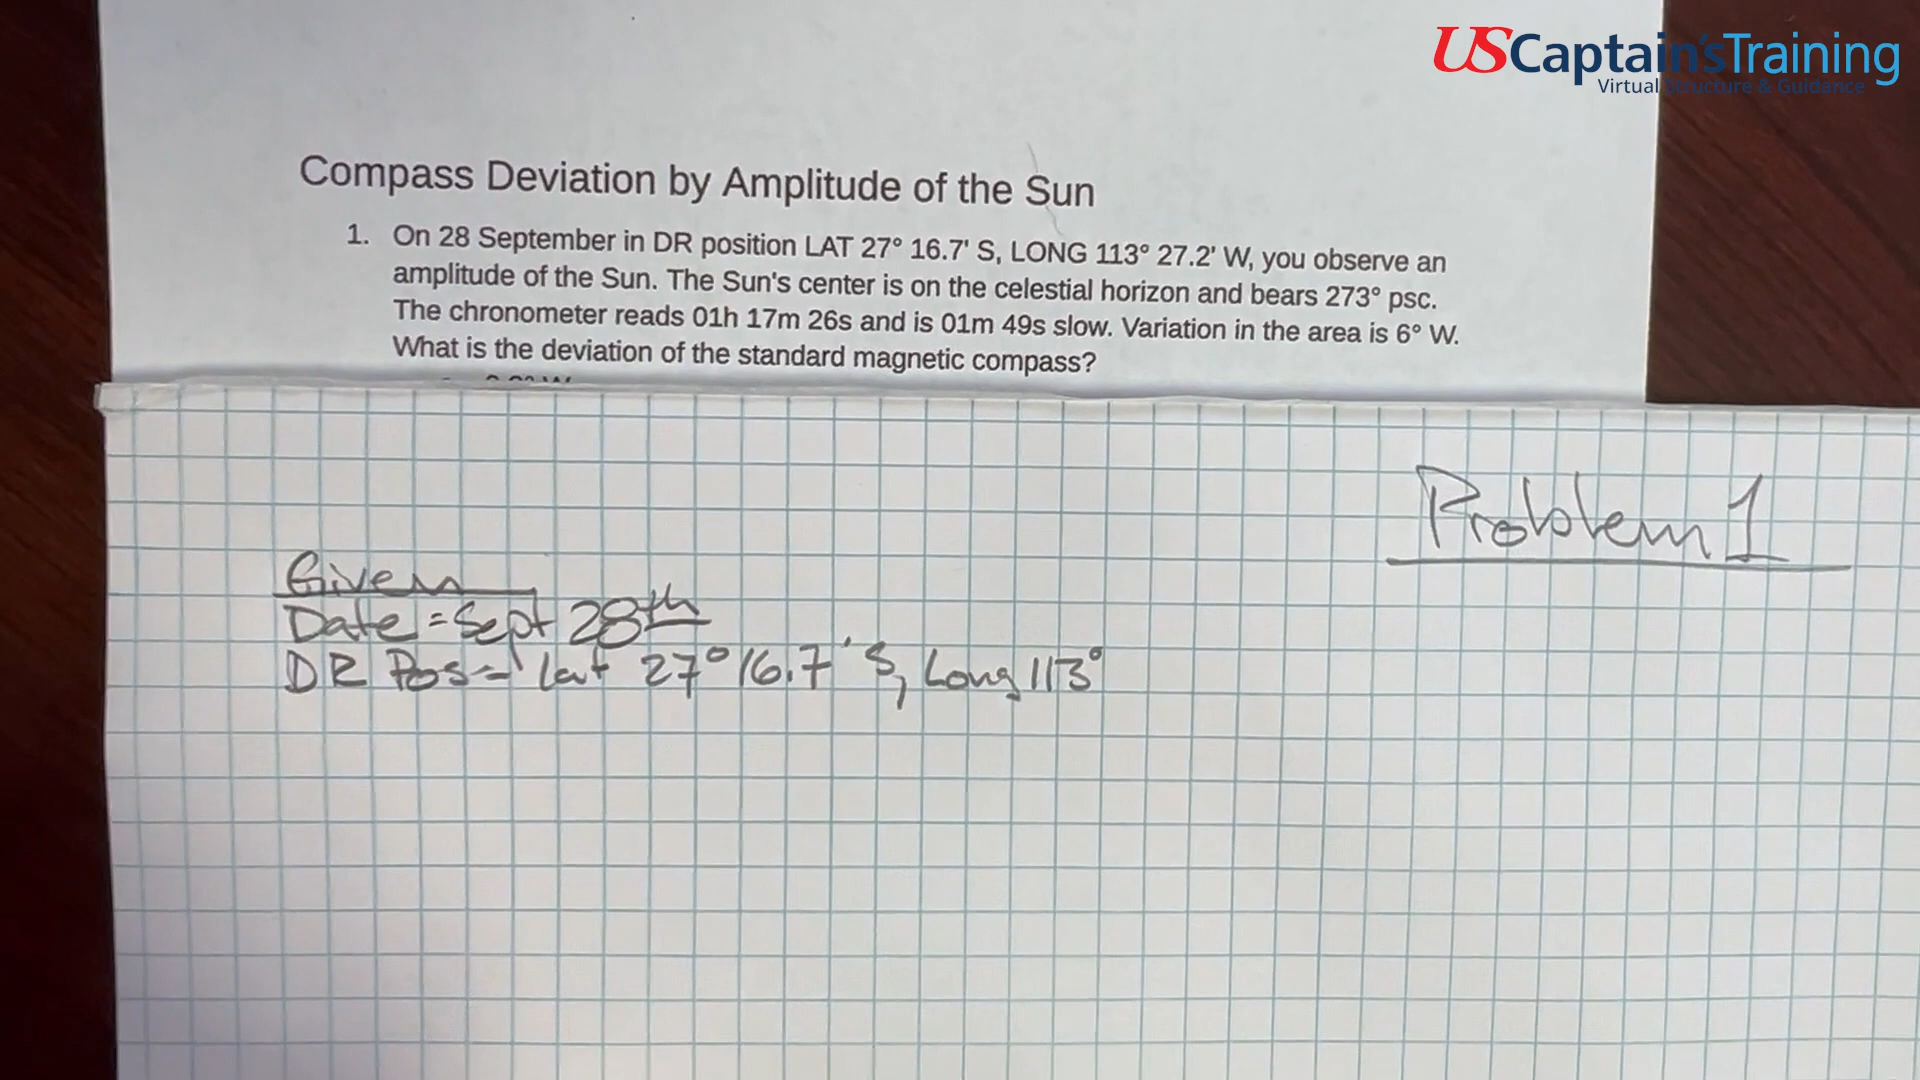 USCaptain'sTraining
Virtual Structure & Guidance
Compass Deviation by Amplitude of the Sun
1. On 28 September in DR position LAT 27° 16.7' S, LONG 113° 27.2' W, you observe an
amplitude of the Sun. The Sun's center is on the celestial horizon and bears 273° psc.
The chronometer reads 01h 17m 26s and is 01m 49s slow. Variation in the area is 6° W.
What is the deviation of the standard magnetic compass?
Problem 1
Given
Date = Sept 28th
DR Pos = Lat 27° 16.7' S, Long 113°